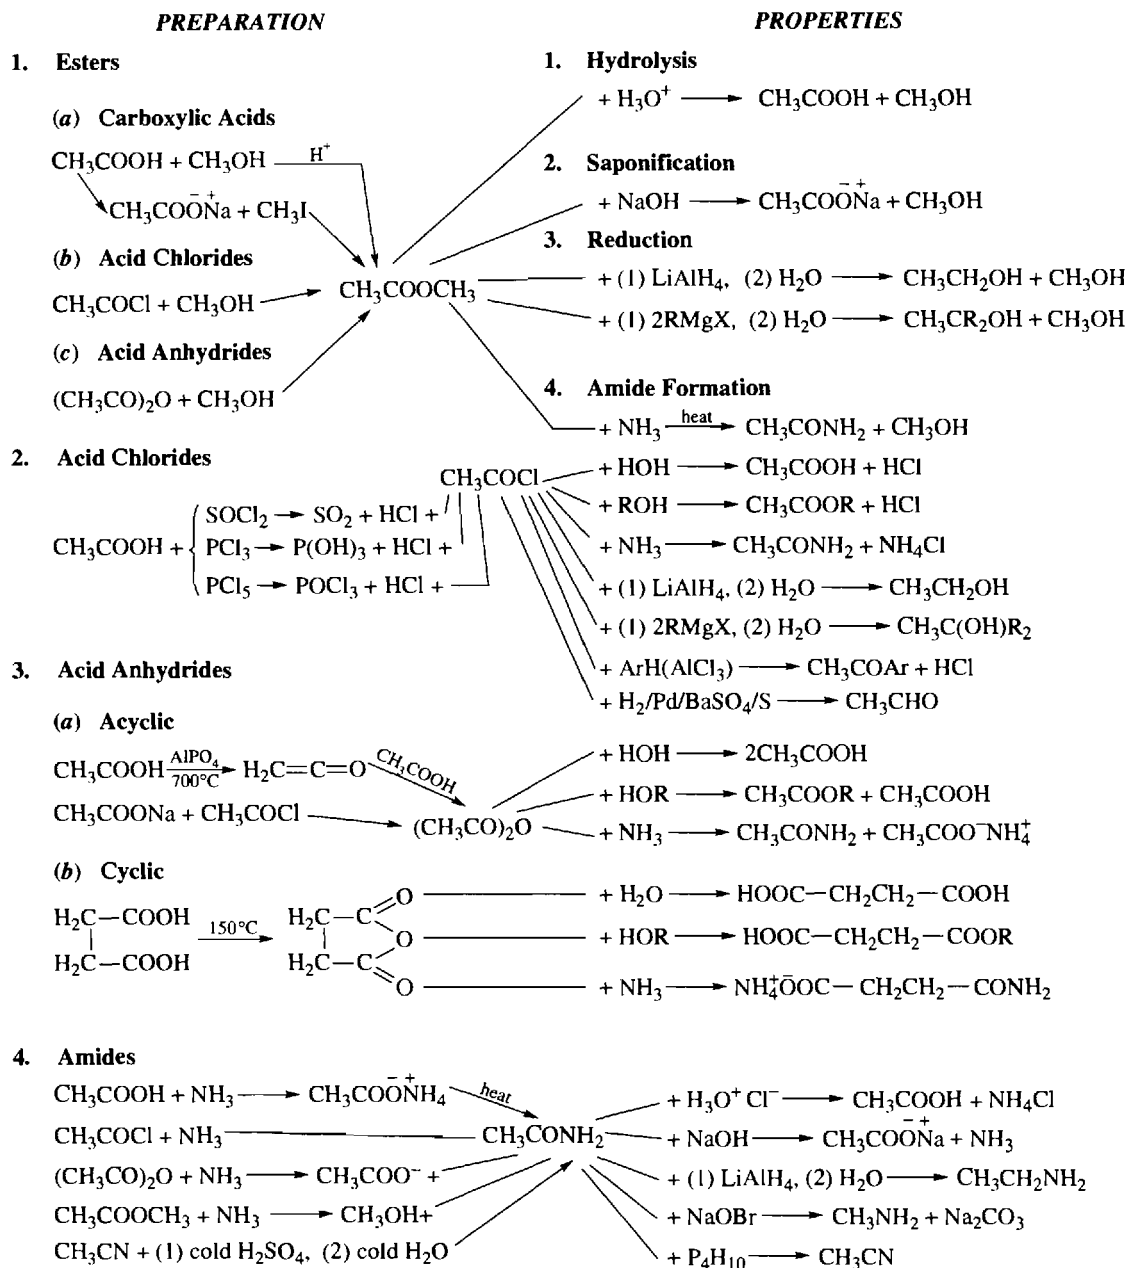 PREPARATION
PROPERTIES
1. Esters
(a) Carboxylic Acids
CH₃COOH + CH₃OH —H⁺→
CH₃COO⁻Na⁺ + CH₃I
(b) Acid Chlorides
CH₃COCl + CH₃OH → CH₃COOCH₃
(c) Acid Anhydrides
(CH₃CO)₂O + CH₃OH
1. Hydrolysis
+ H₃O⁺ → CH₃COOH + CH₃OH
2. Saponification
+ NaOH → CH₃COO⁻Na⁺ + CH₃OH
3. Reduction
+ (1) LiAlH₄, (2) H₂O → CH₃CH₂OH + CH₃OH
+ (1) 2RMgX, (2) H₂O → CH₃CR₂OH + CH₃OH
4. Amide Formation
+ NH₃ —heat→ CH₃CONH₂ + CH₃OH
2. Acid Chlorides
CH₃COCl
SOCl₂ → SO₂ + HCl +
CH₃COOH + { PCl₃ → P(OH)₃ + HCl +
PCl₅ → POCl₃ + HCl +
+ HOH → CH₃COOH + HCl
+ ROH → CH₃COOR + HCl
+ NH₃ → CH₃CONH₂ + NH₄Cl
+ (1) LiAlH₄, (2) H₂O → CH₃CH₂OH
+ (1) 2RMgX, (2) H₂O → CH₃C(OH)R₂
+ ArH(AlCl₃) → CH₃COAr + HCl
+ H₂/Pd/BaSO₄/S → CH₃CHO
3. Acid Anhydrides
(a) Acyclic
CH₃COOH —AlPO₄ 700°C→ H₂C=C=O —CH₃COOH→
CH₃COONa + CH₃COCl → (CH₃CO)₂O
+ HOH → 2CH₃COOH
+ HOR → CH₃COOR + CH₃COOH
+ NH₃ → CH₃CONH₂ + CH₃COO⁻NH₄⁺
(b) Cyclic
H₂C—COOH
150°C
H₂C—COOH
H₂C—C=O
O
H₂C—C=O
+ H₂O → HOOC—CH₂CH₂—COOH
+ HOR → HOOC—CH₂CH₂—COOR
+ NH₃ → NH₄⁺⁻OOC—CH₂CH₂—CONH₂
4. Amides
CH₃COOH + NH₃ → CH₃COO⁻NH₄⁺ —heat→
CH₃COCl + NH₃ — CH₃CONH₂
(CH₃CO)₂O + NH₃ → CH₃COO⁻ +
CH₃COOCH₃ + NH₃ → CH₃OH+
CH₃CN + (1) cold H₂SO₄, (2) cold H₂O
+ H₃O⁺ Cl⁻ → CH₃COOH + NH₄Cl
+ NaOH → CH₃COO⁻Na⁺ + NH₃
+ (1) LiAlH₄, (2) H₂O → CH₃CH₂NH₂
+ NaOBr → CH₃NH₂ + Na₂CO₃
+ P₄H₁₀ → CH₃CN